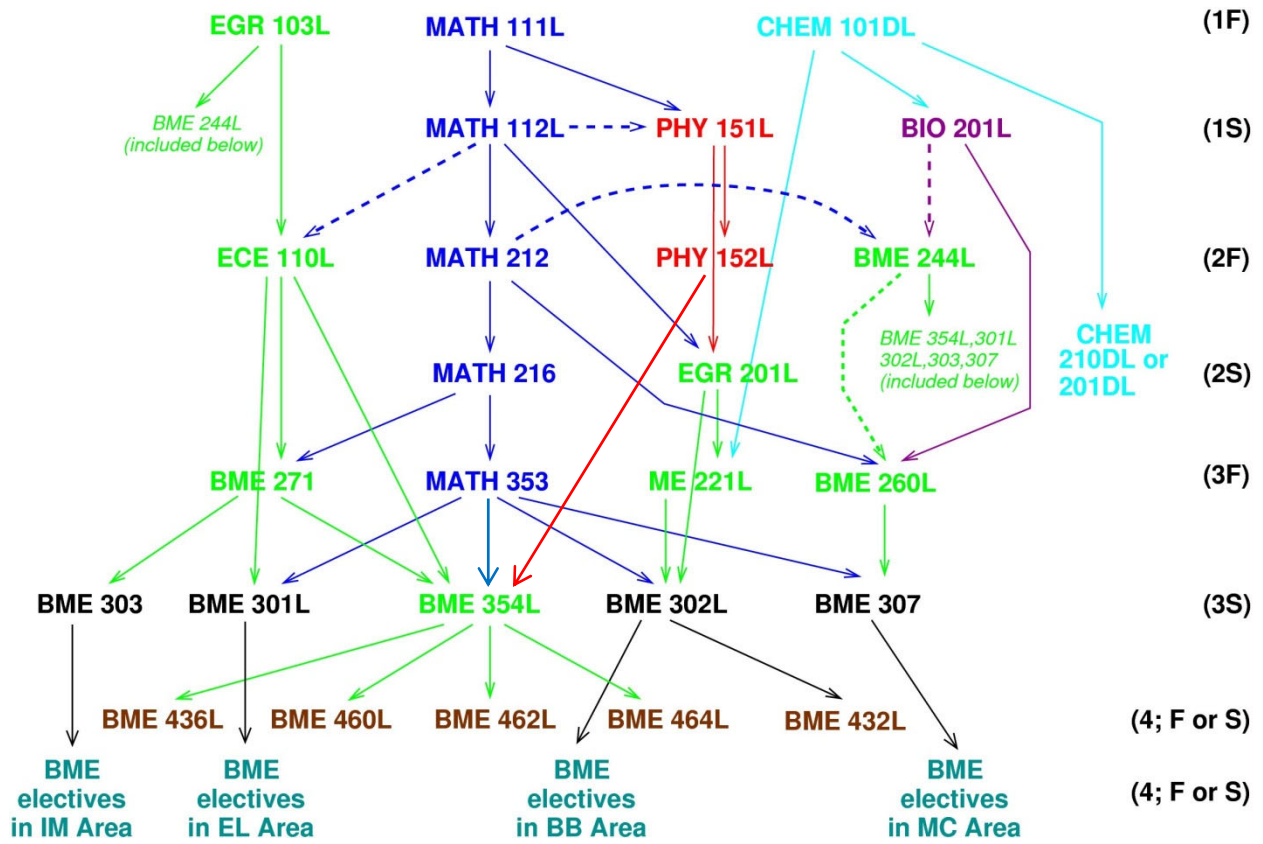 EGR 103L
MATH 111L
CHEM 101DL
(1F)
BME 244L
(included below)
MATH 112L
PHY 151L
BIO 201L
(1S)
ECE 110L
MATH 212
PHY 152L
BME 244L
(2F)
BME 354L,301L
302L,303,307
(included below)
CHEM
210DL or
201DL
MATH 216
EGR 201L
(2S)
BME 271
MATH 353
ME 221L
BME 260L
(3F)
BME 303
BME 301L
BME 354L
BME 302L
BME 307
(3S)
BME 436L
BME 460L
BME 462L
BME 464L
BME 432L
(4; F or S)
BME
electives
in IM Area
BME
electives
in EL Area
BME
electives
in BB Area
BME
electives
in MC Area
(4; F or S)